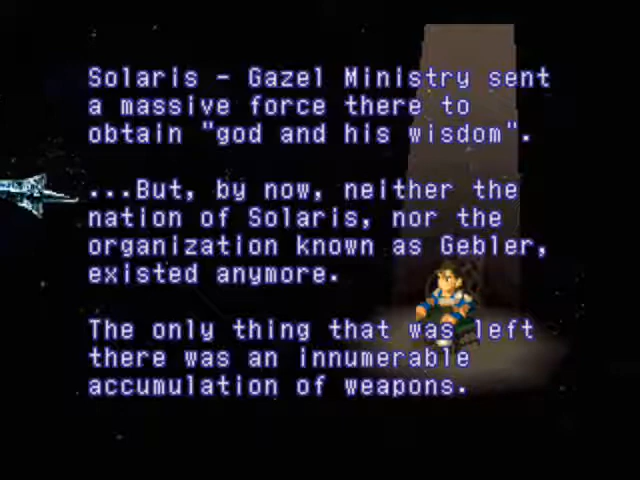 Solaris - Gazel Ministry sent
a massive force there to
obtain "god and his wisdom".
...But, by now, neither the
nation of Solaris, nor the
organization known as Gebler,
existed anymore.
The only thing that was left
there was an innumerable
accumulation of weapons.